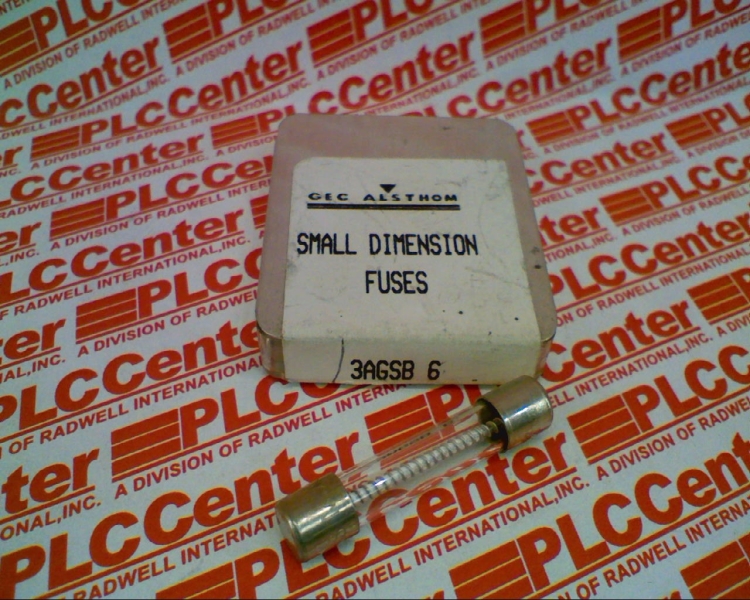 GEC ALSTHOM
SMALL DIMENSION
FUSES
3AGSB 6
PLCCenter
A DIVISION OF RADWELL INTERNATIONAL, INC.